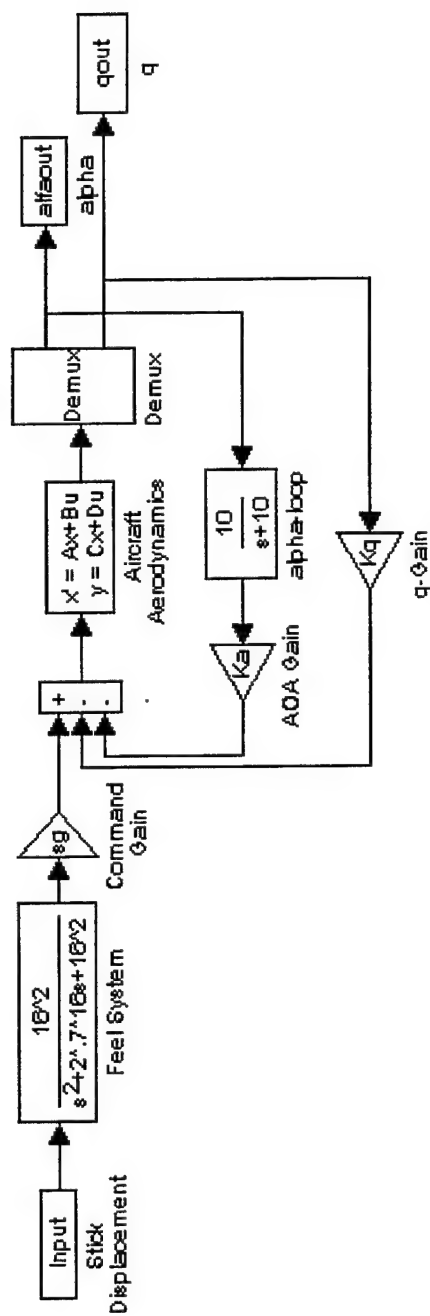 Input
Stick
Displacement
16^2
s2+2*.7*16s+16^2
Feel System
sg
Command
Gain
+
-
-
x' = Ax+Bu
y = Cx+Du
Aircraft
Aerodynamics
Demux
Demux
alfaout
alpha
qout
q
10
s+10
alpha-loop
Ka
AOA Gain
Kq
q-Gain